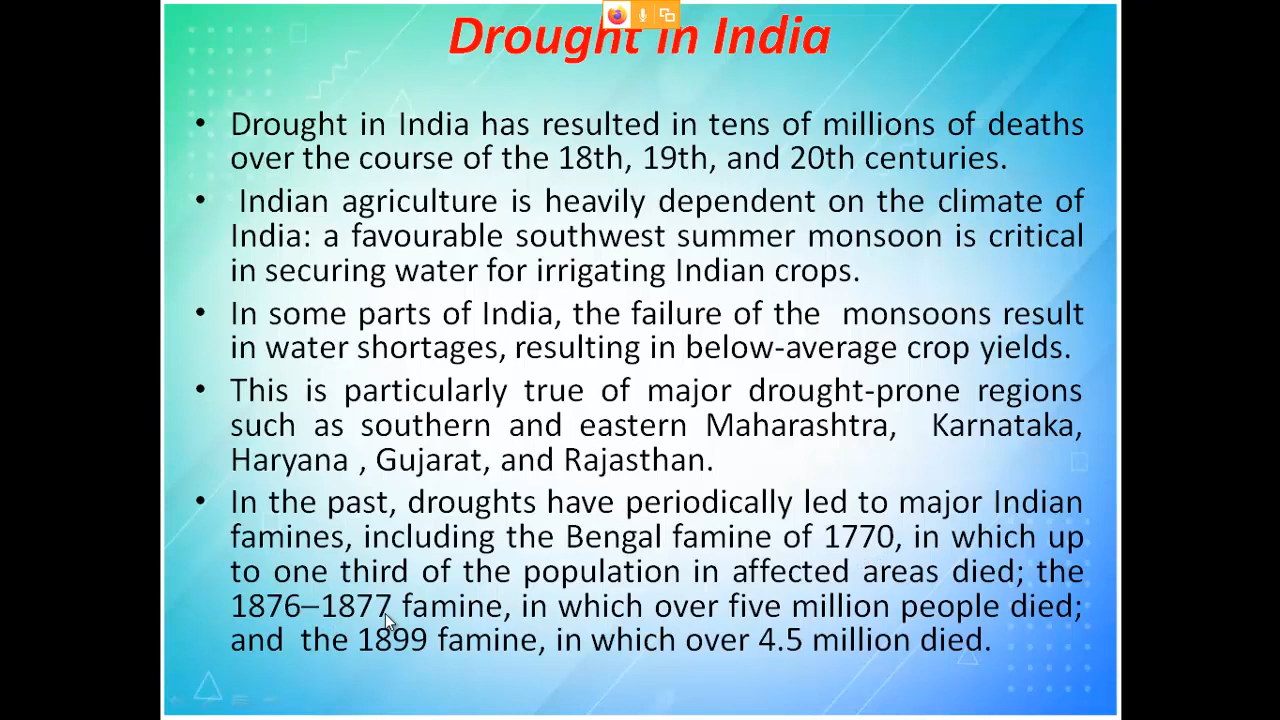 Drought in India
• Drought in India has resulted in tens of millions of deaths
over the course of the 18th, 19th, and 20th centuries.
• Indian agriculture is heavily dependent on the climate of
India: a favourable southwest summer monsoon is critical
in securing water for irrigating Indian crops.
• In some parts of India, the failure of the monsoons result
in water shortages, resulting in below-average crop yields.
• This is particularly true of major drought-prone regions
such as southern and eastern Maharashtra, Karnataka,
Haryana , Gujarat, and Rajasthan.
• In the past, droughts have periodically led to major Indian
famines, including the Bengal famine of 1770, in which up
to one third of the population in affected areas died; the
1876–1877 famine, in which over five million people died;
and the 1899 famine, in which over 4.5 million died.